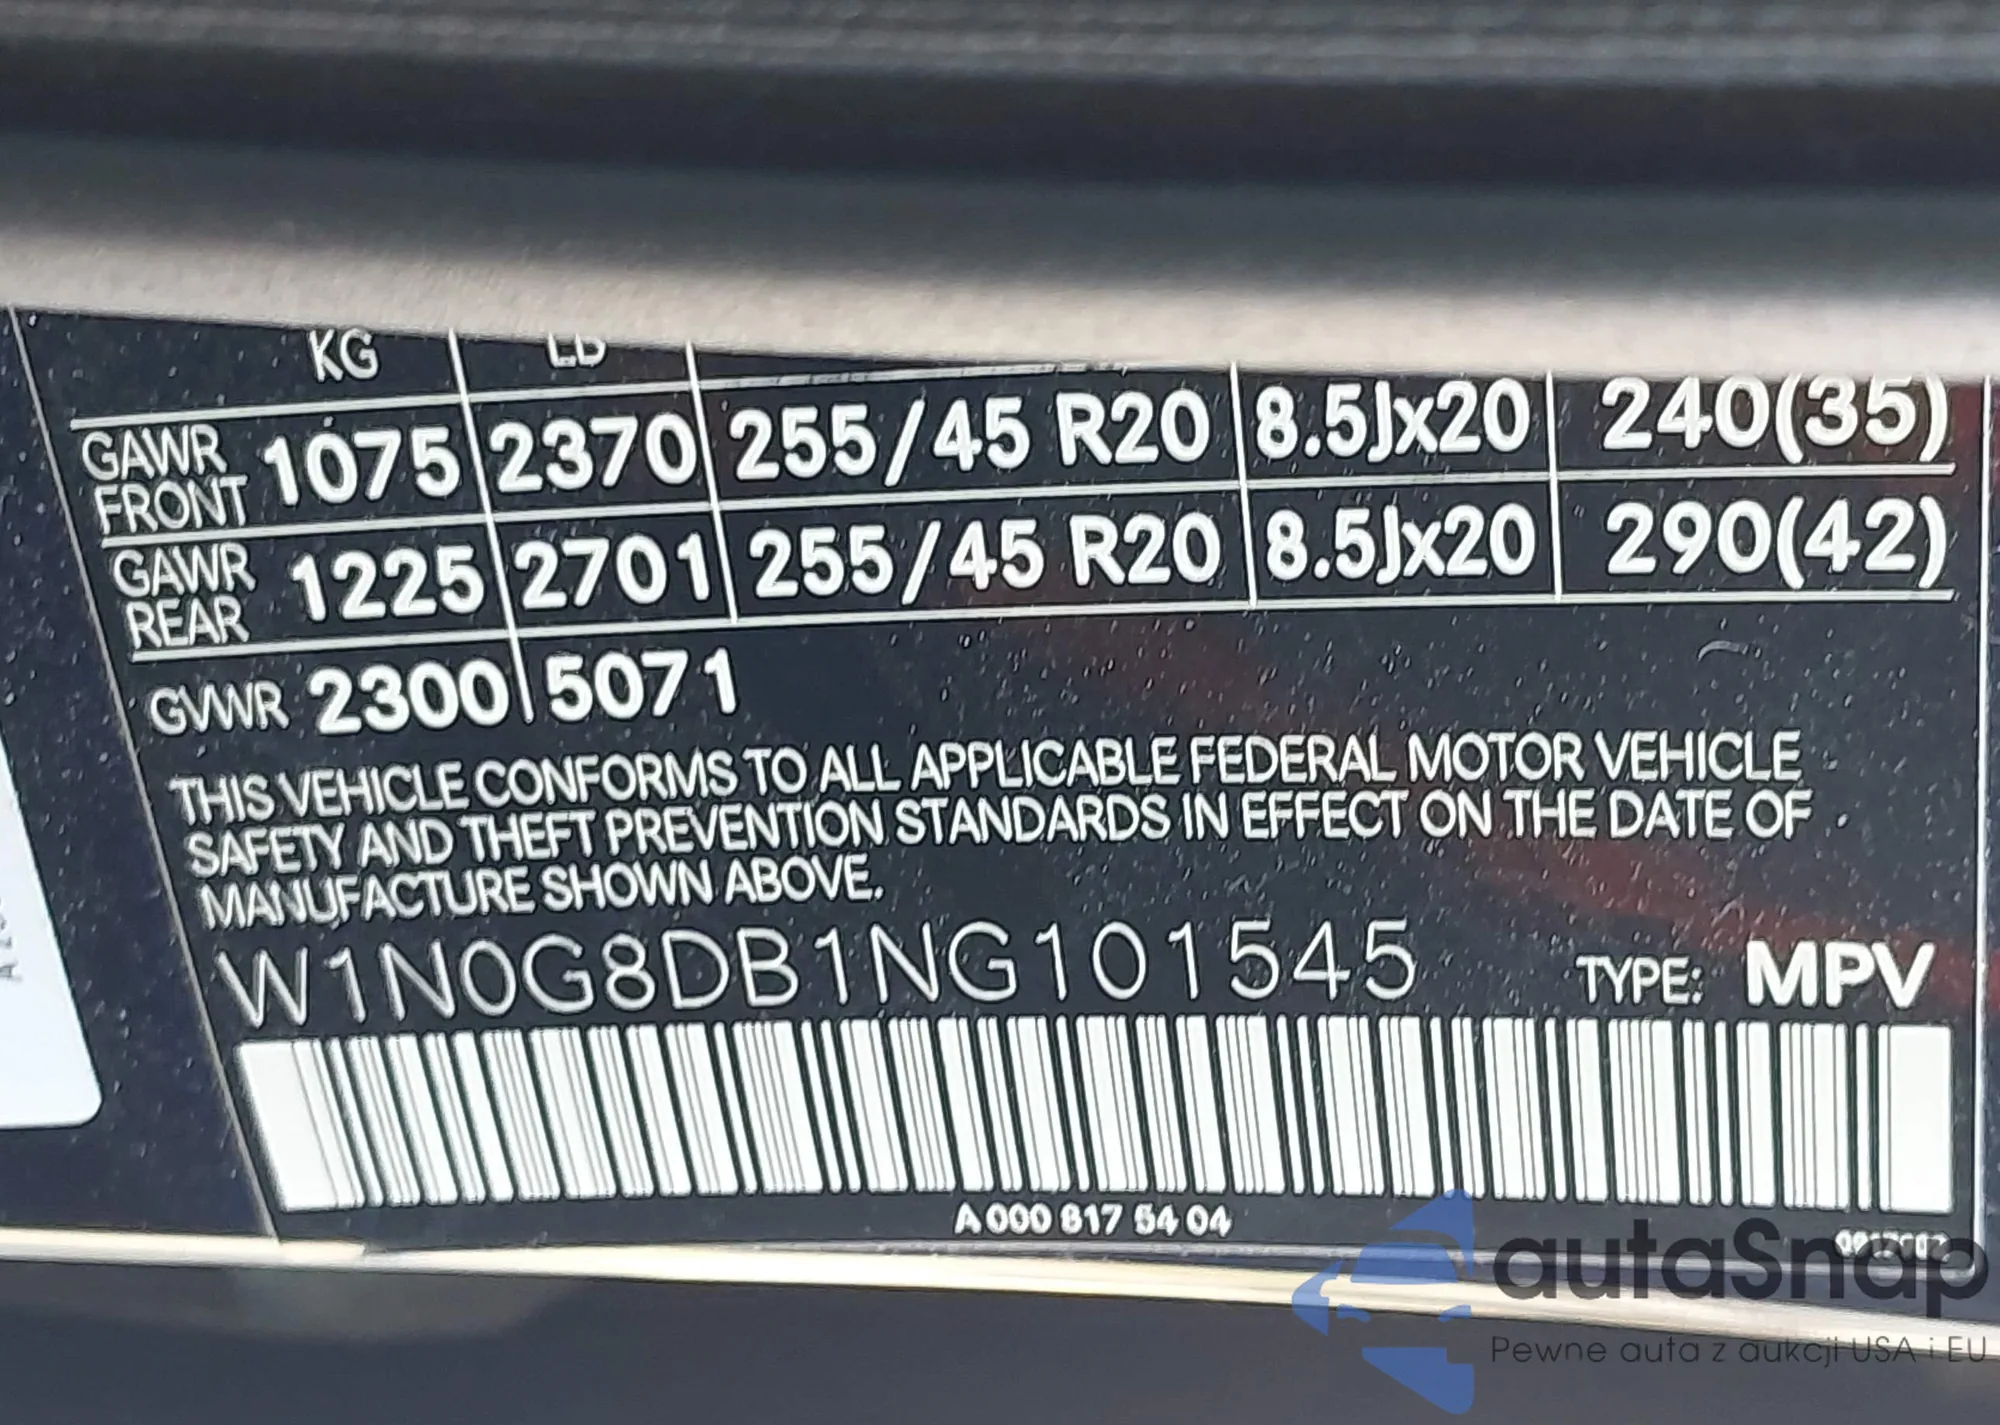 KG LB
GAWR FRONT 1075 2370 255/45 R20 8.5Jx20 240(35)
GAWR REAR 1225 2701 255/45 R20 8.5Jx20 290(42)
GVWR 2300 5071
THIS VEHICLE CONFORMS TO ALL APPLICABLE FEDERAL MOTOR VEHICLE
SAFETY AND THEFT PREVENTION STANDARDS IN EFFECT ON THE DATE OF
MANUFACTURE SHOWN ABOVE.
W1N0G8DB1NG101545 TYPE: MPV
A 000 817 54 04
autaSnap
Pewne auta z aukcji USA i EU